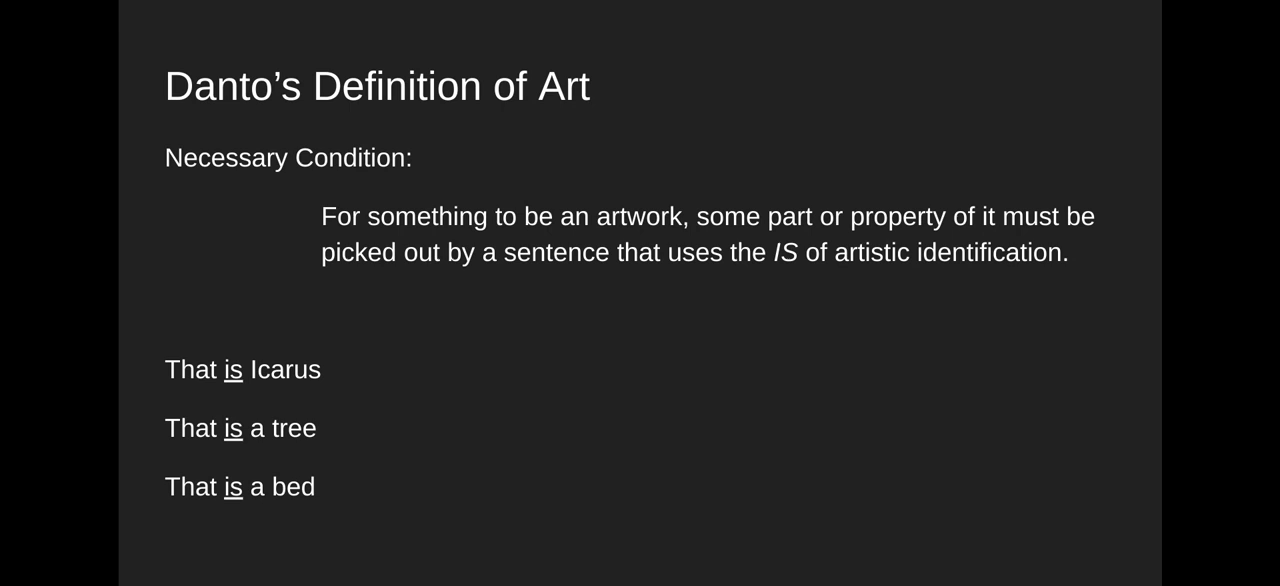 Danto’s Definition of Art
Necessary Condition:
For something to be an artwork, some part or property of it must be
picked out by a sentence that uses the IS of artistic identification.
That is Icarus
That is a tree
That is a bed